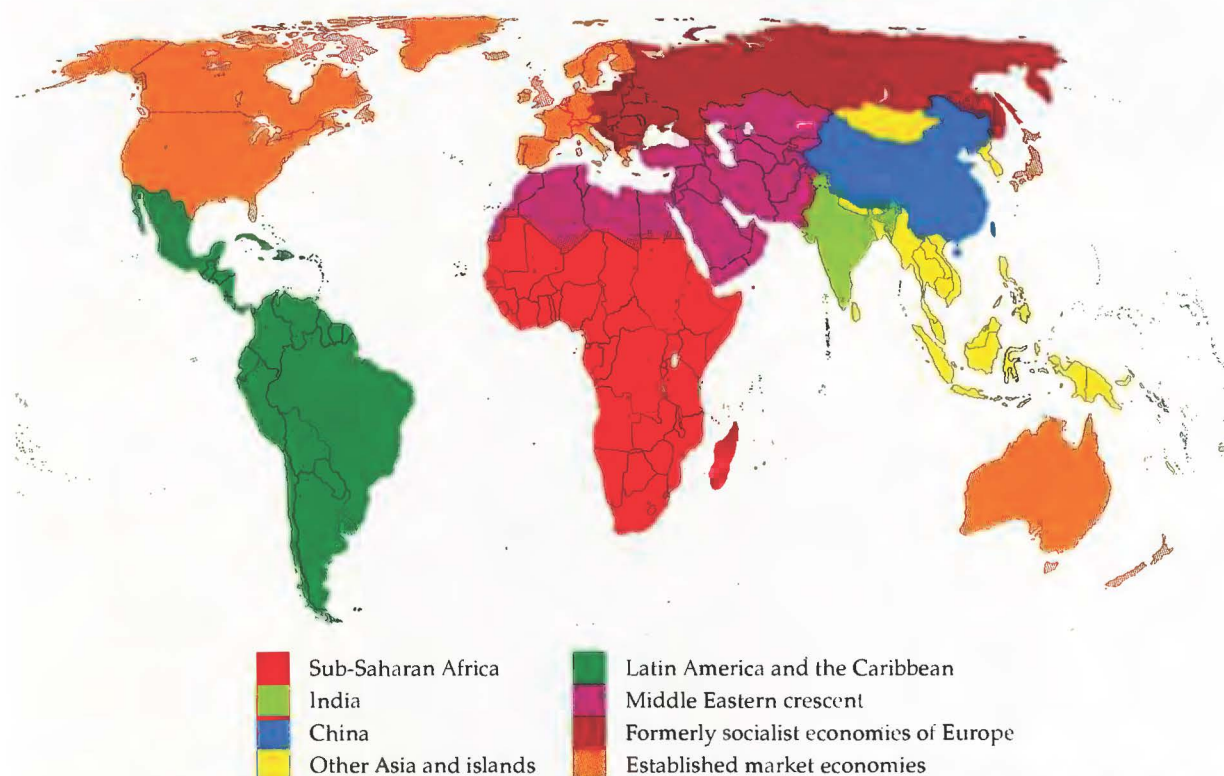 Sub-Saharan Africa
India
China
Other Asia and islands
Latin America and the Caribbean
Middle Eastern crescent
Formerly socialist economies of Europe
Established market economies